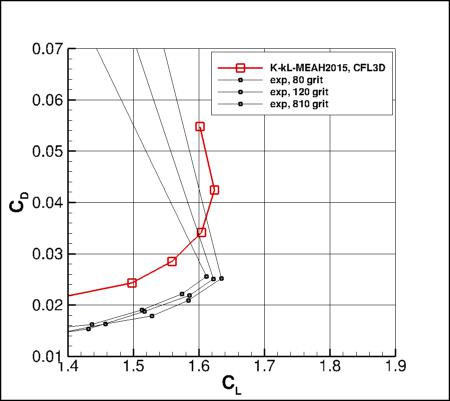 0.07
K-kL-MEAH2015, CFL3D
exp, 80 grit
exp, 120 grit
exp, 810 grit
0.06
0.05
0.04
CD
0.03
0.02
0.01
1.4 1.5 1.6 1.7 1.8 1.9
CL